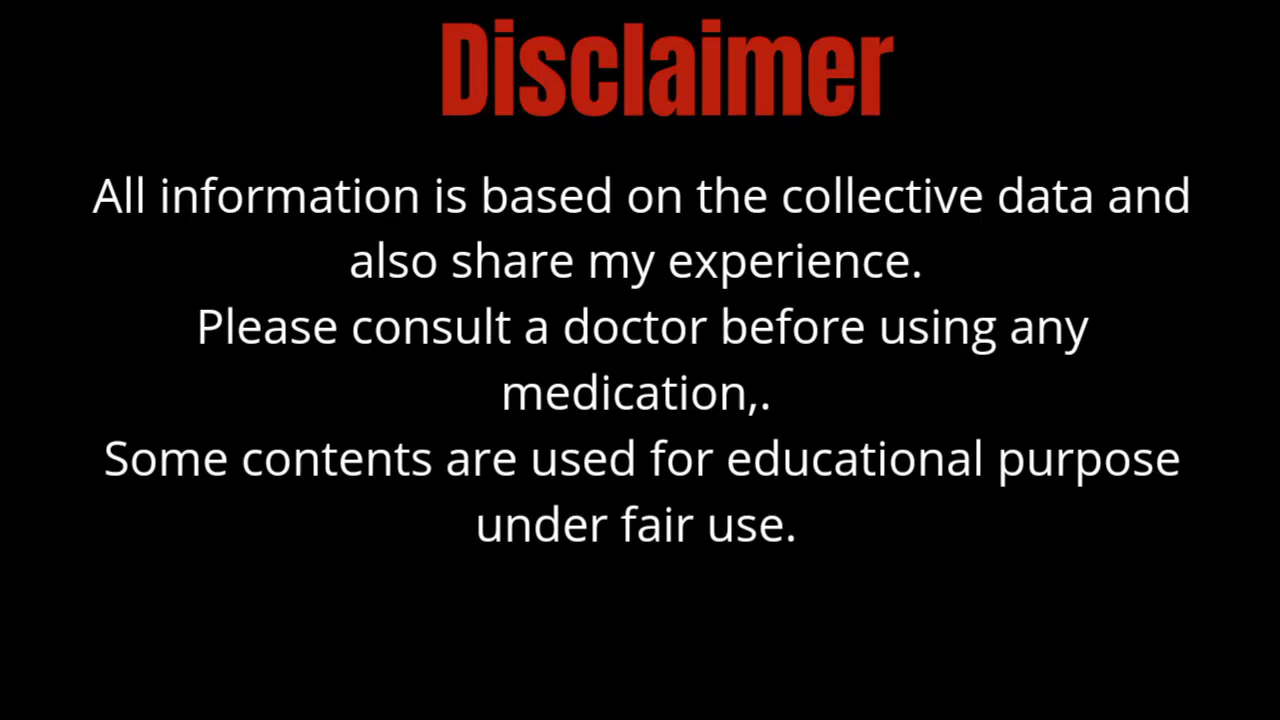 Disclaimer
All information is based on the collective data and
also share my experience.
Please consult a doctor before using any
medication,.
Some contents are used for educational purpose
under fair use.